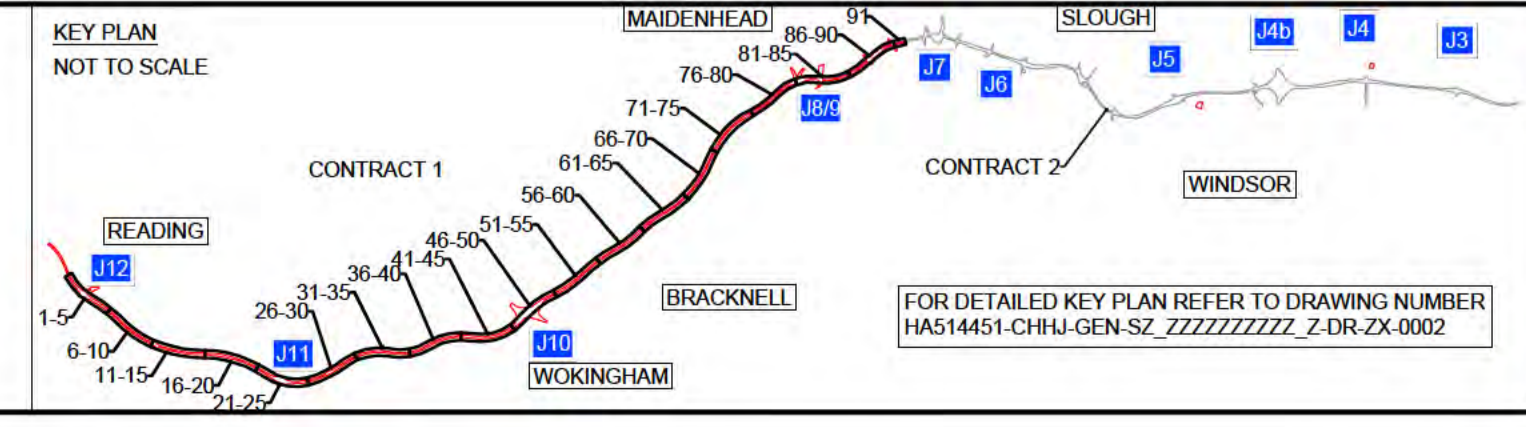 KEY PLAN
NOT TO SCALE
MAIDENHEAD
91
SLOUGH
86-90
81-85
76-80
J8/9
J7
J6
J5
J4b
J4
J3
71-75
66-70
61-65
56-60
51-55
46-50
41-45
36-40
31-35
26-30
CONTRACT 1
CONTRACT 2
WINDSOR
READING
J12
1-5
6-10
11-15
16-20
21-25
J11
J10
WOKINGHAM
BRACKNELL
FOR DETAILED KEY PLAN REFER TO DRAWING NUMBER
HA514451-CHHJ-GEN-SZ_ZZZZZZZZZZ_Z-DR-ZX-0002